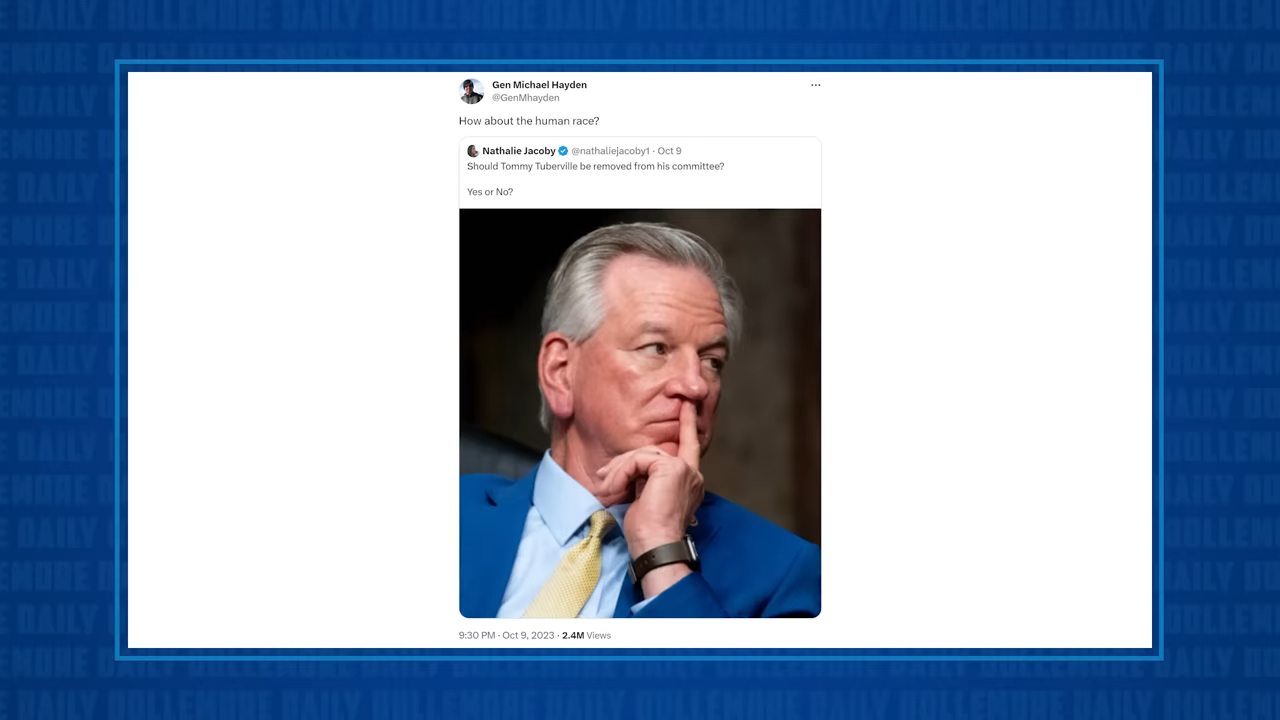 Gen Michael Hayden
@GenMhayden
How about the human race?
Nathalie Jacoby @nathaliejacoby1 · Oct 9
Should Tommy Tuberville be removed from his committee?
Yes or No?
9:30 PM · Oct 9, 2023 · 2.4M Views